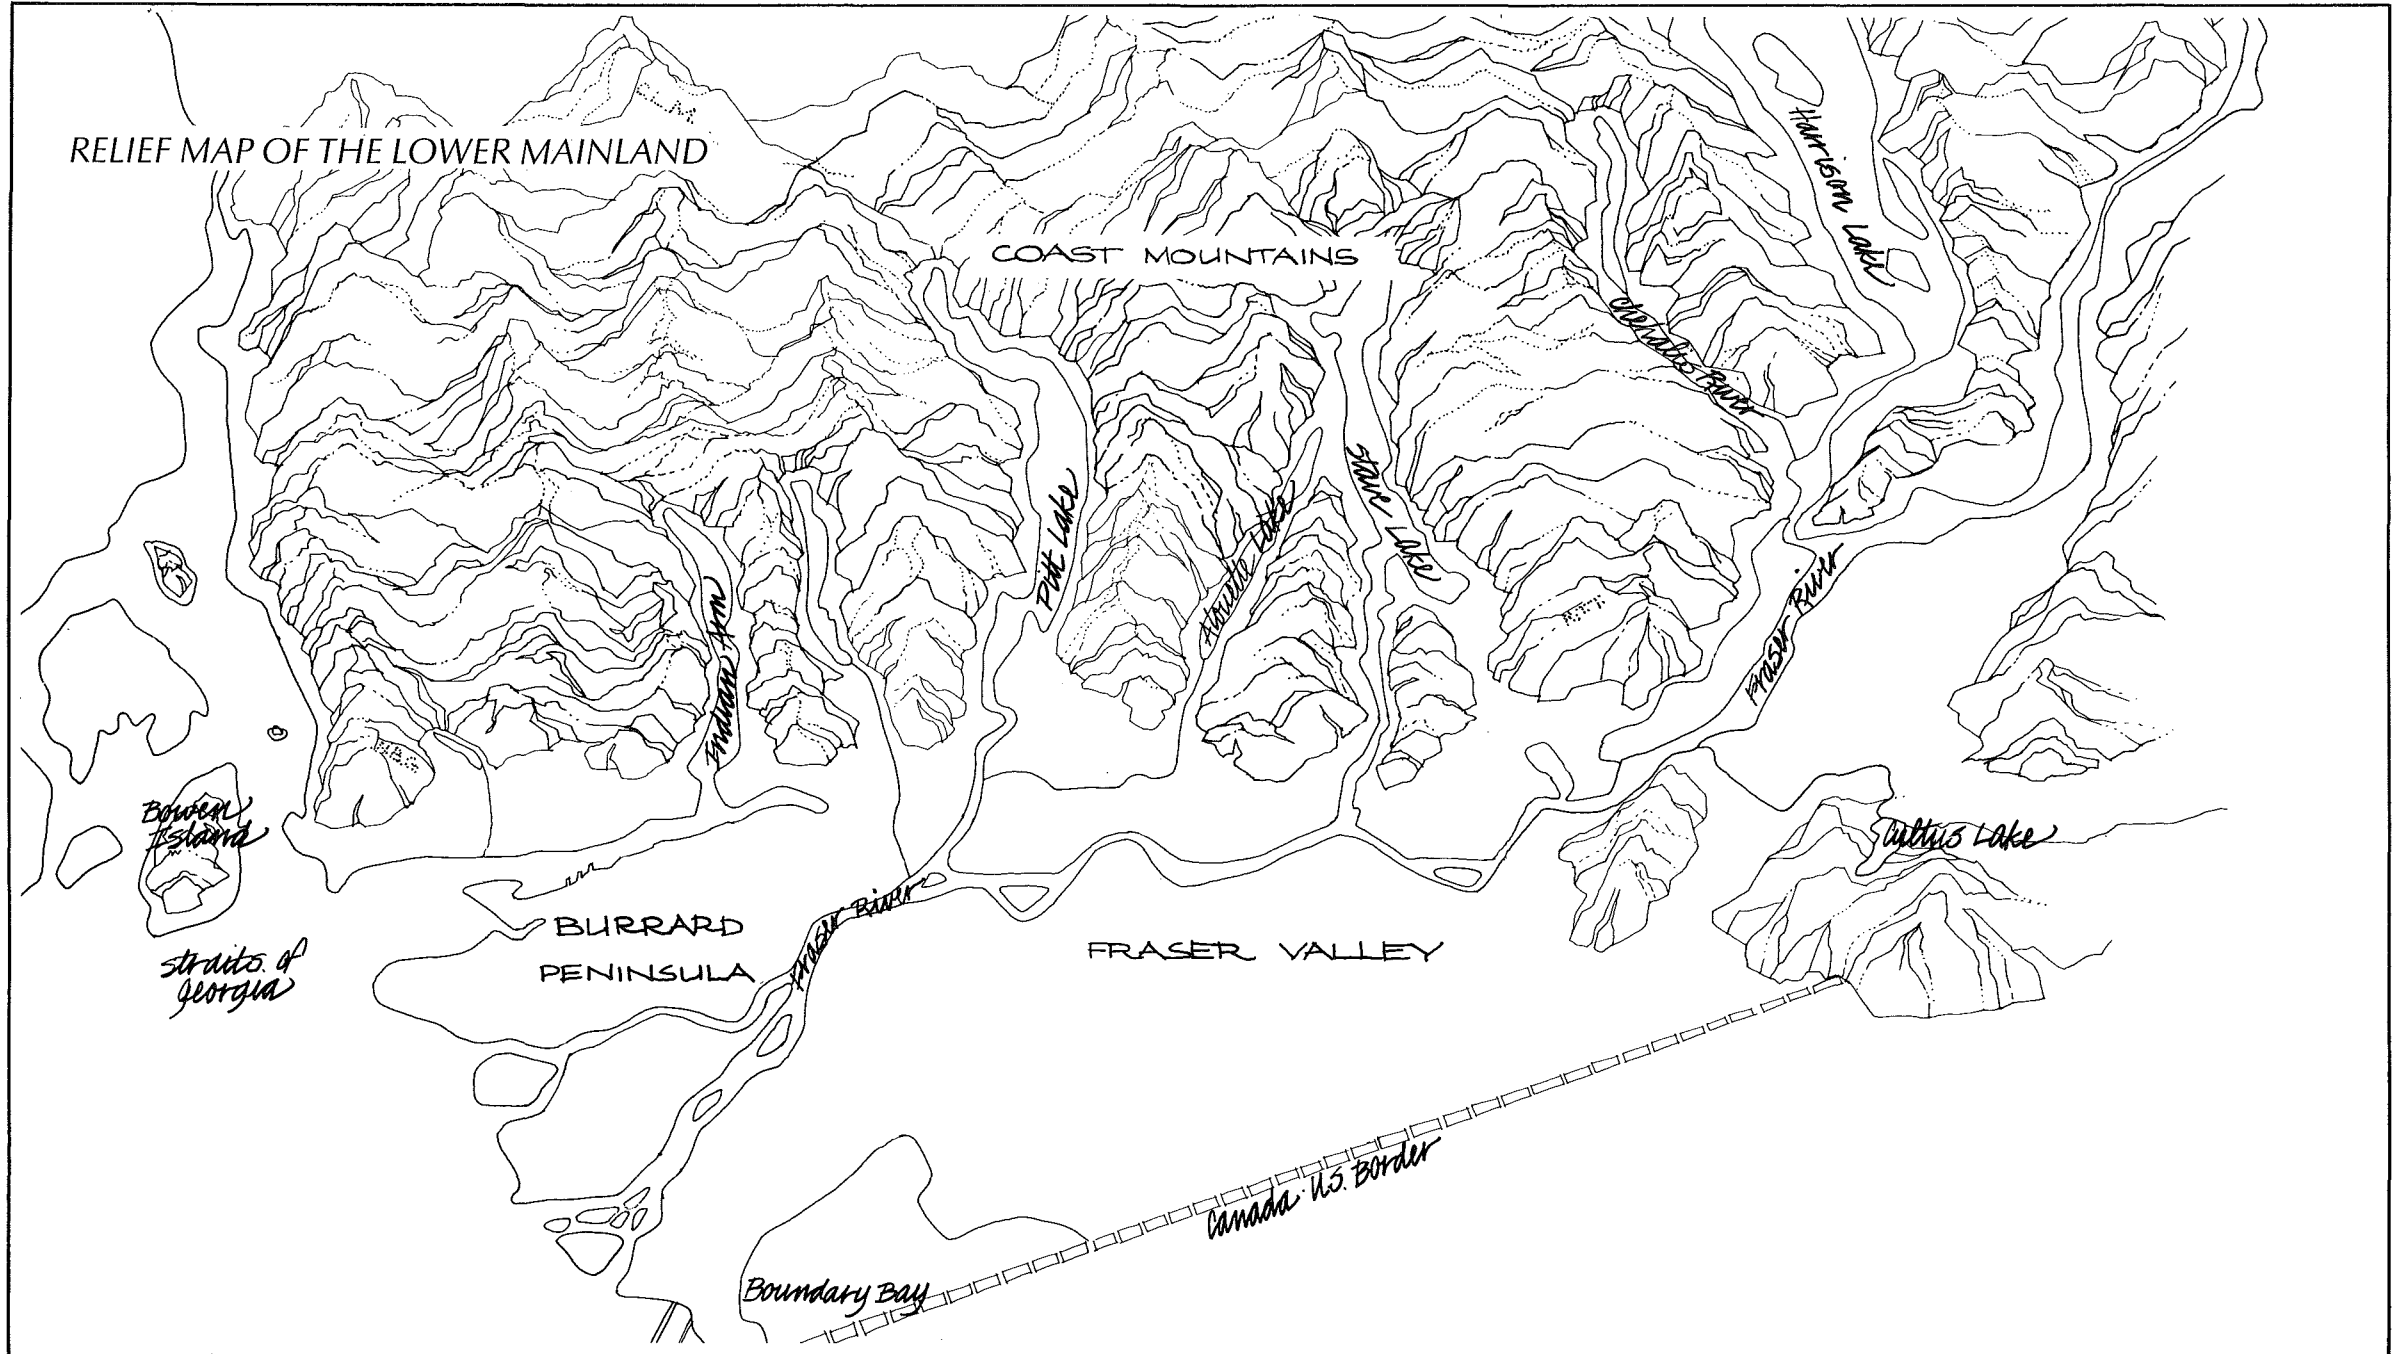 RELIEF MAP OF THE LOWER MAINLAND
Harrison Lake
COAST MOUNTAINS
Chehalis River
Pitt Lake
Stave Lake
Alouette Lake
Indian Arm
Fraser River
Bowen
Island
Cultus Lake
Fraser River
BURRARD
PENINSULA
FRASER VALLEY
straits of
Georgia
Canada U.S. Border
Boundary Bay